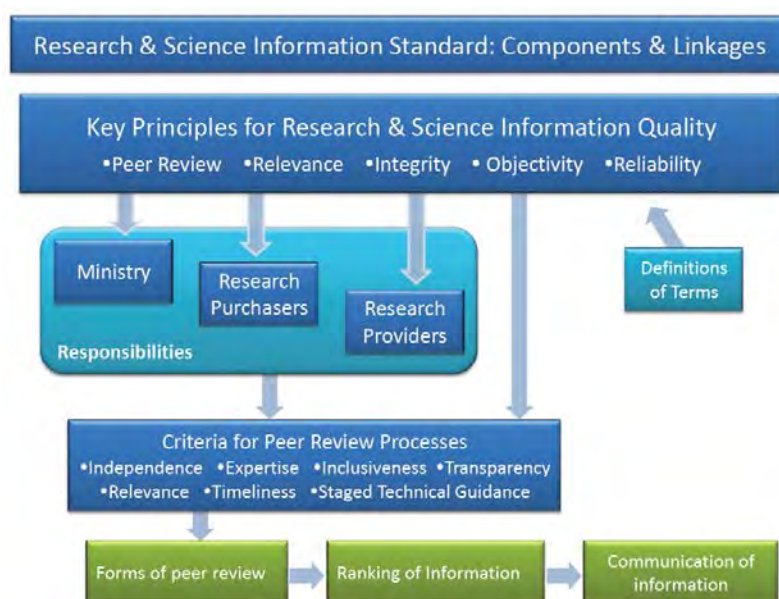 Research & Science Information Standard: Components & Linkages
Key Principles for Research & Science Information Quality
•Peer Review •Relevance •Integrity • Objectivity •Reliability
Ministry
Research
Purchasers
Research
Providers
Responsibilities
Definitions
of Terms
Criteria for Peer Review Processes
•Independence •Expertise •Inclusiveness •Transparency
•Relevance •Timeliness •Staged Technical Guidance
Forms of peer review
Ranking of Information
Communication of
information